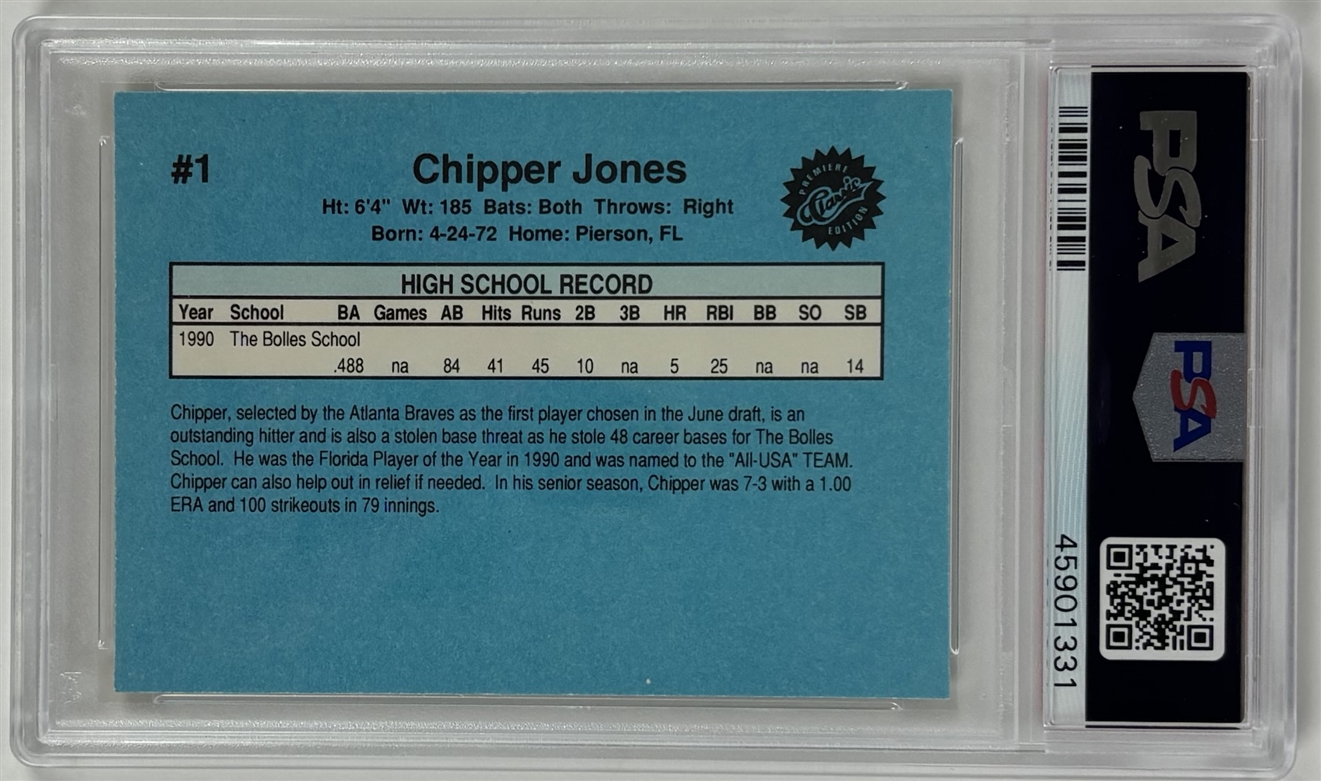 #1
Chipper Jones
Ht: 6'4" Wt: 185 Bats: Both Throws: Right
Born: 4-24-72 Home: Pierson, FL
PREMIERE
Classic
EDITION
HIGH SCHOOL RECORD
Year School BA Games AB Hits Runs 2B 3B HR RBI BB SO SB
1990 The Bolles School
.488 na 84 41 45 10 na 5 25 na na 14
Chipper, selected by the Atlanta Braves as the first player chosen in the June draft, is an
outstanding hitter and is also a stolen base threat as he stole 48 career bases for The Bolles
School. He was the Florida Player of the Year in 1990 and was named to the "All-USA" TEAM.
Chipper can also help out in relief if needed. In his senior season, Chipper was 7-3 with a 1.00
ERA and 100 strikeouts in 79 innings.
PSA
PSA
45901331